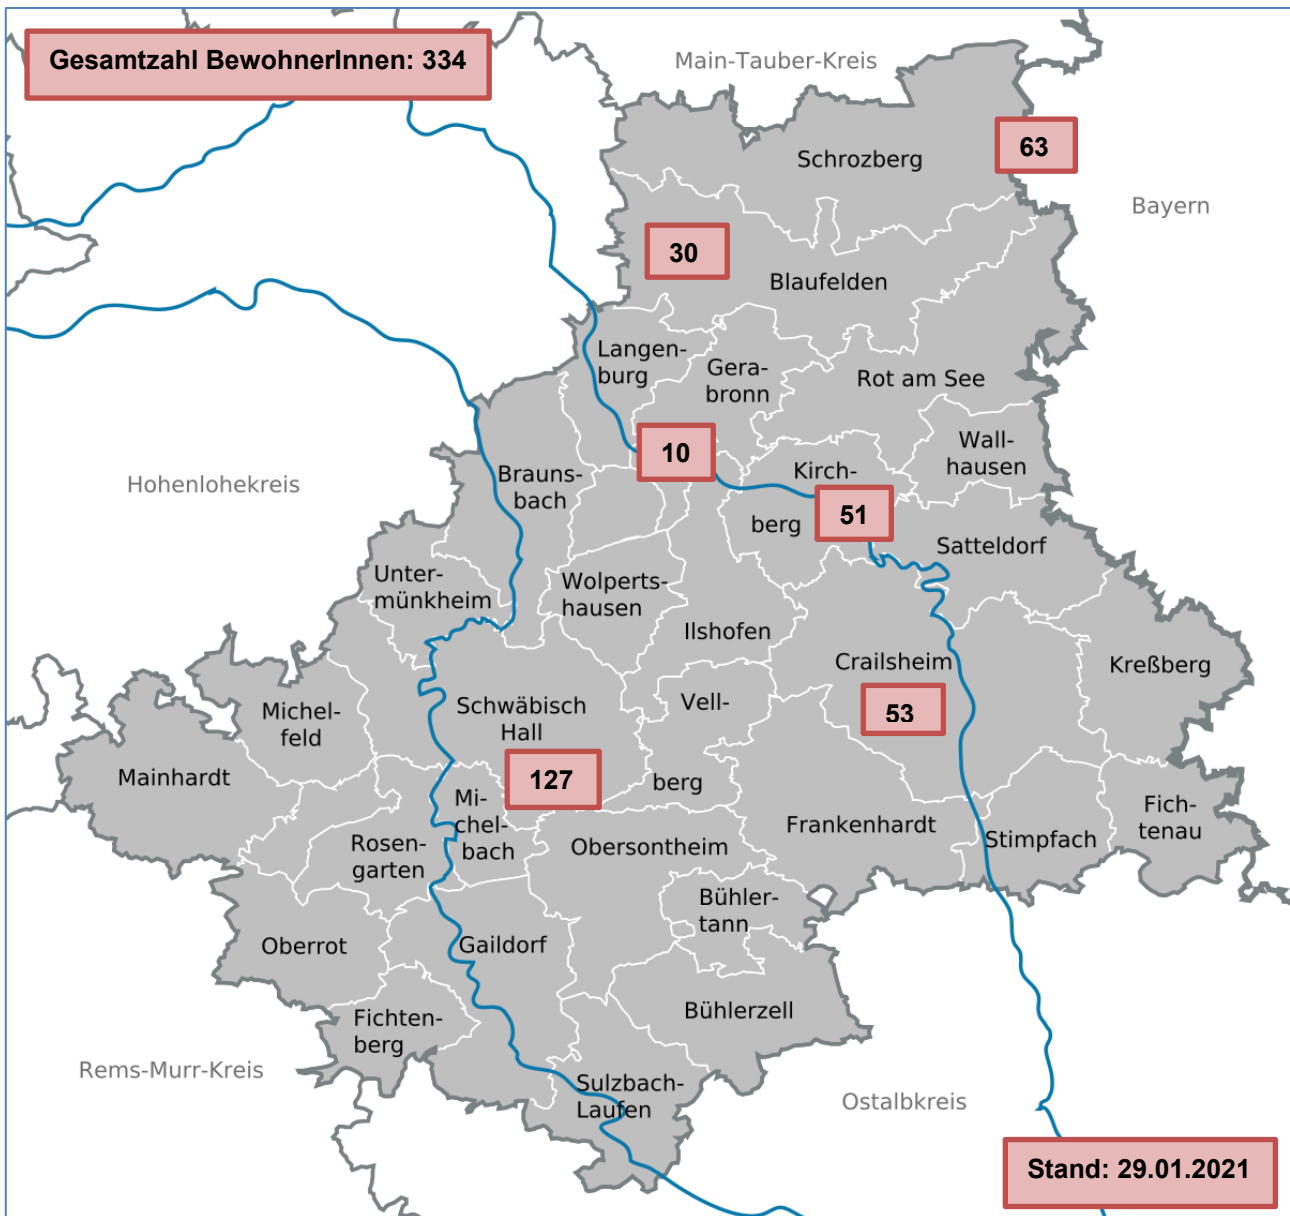 Gesamtzahl BewohnerInnen: 334
Main-Tauber-Kreis
63
Schrozberg
Bayern
30
Blaufelden
Langen-
burg
Gera-
bronn
Rot am See
10
Wall-
hausen
Hohenlohekreis
Brauns-
bach
Kirch-
berg
51
Satteldorf
Unter-
münkheim
Wolperts-
hausen
Ilshofen
Crailsheim
53
Kreßberg
Michel-
feld
Schwäbisch
Hall
127
Vell-
berg
Mainhardt
Mi-
chel-
bach
Rosen-
garten
Obersontheim
Frankenhardt
Stimpfach
Fich-
tenau
Bühler-
tann
Oberrot
Gaildorf
Bühlerzell
Fichten-
berg
Rems-Murr-Kreis
Sulzbach-
Laufen
Ostalbkreis
Stand: 29.01.2021